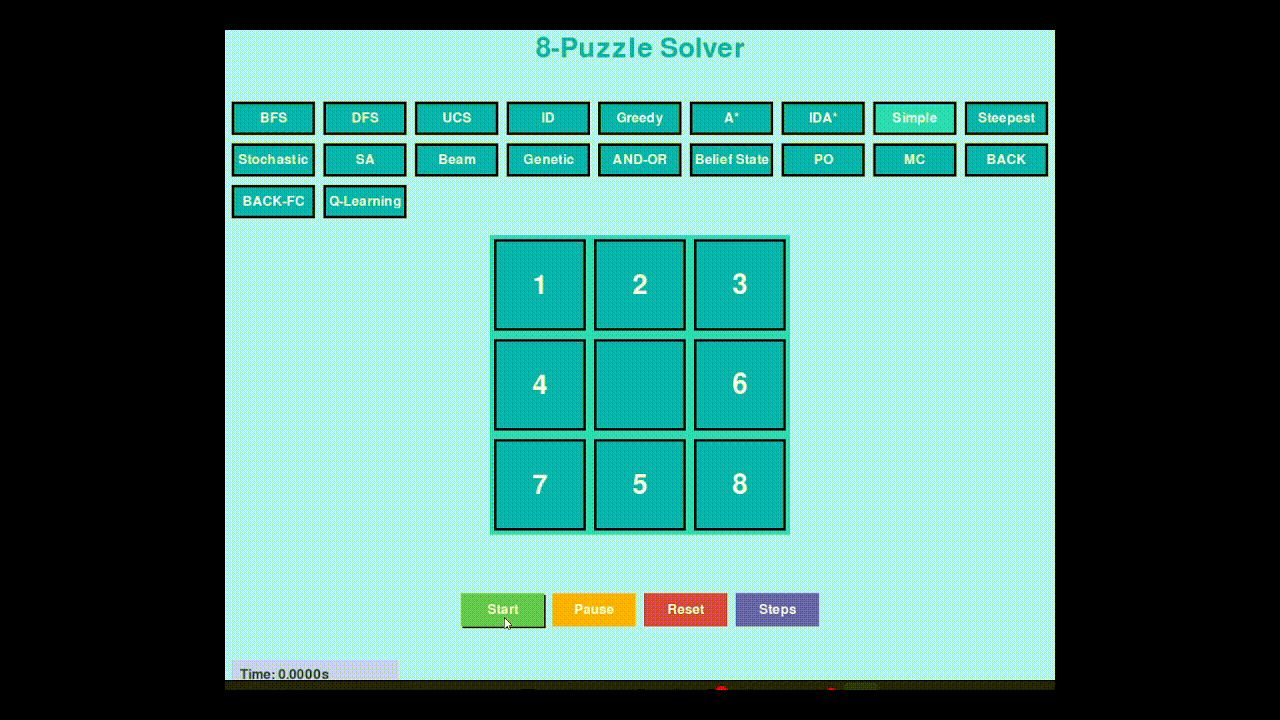 8-Puzzle Solver
BFS DFS UCS ID Greedy A* IDA* Simple Steepest
Stochastic SA Beam Genetic AND-OR Belief State PO MC BACK
BACK-FC Q-Learning
1 2 3
4 6
7 5 8
Start Pause Reset Steps
Time: 0.0000s